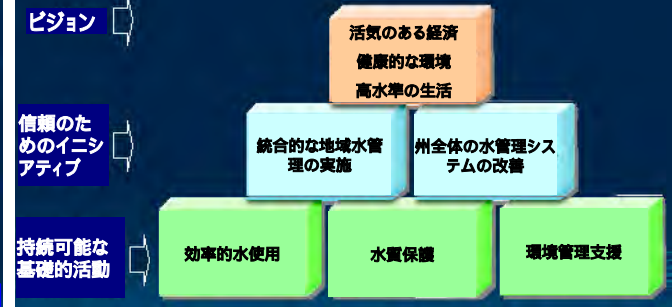 ビジョン
活気のある経済
健康的な環境
高水準の生活
信頼のた
めのイニシ
アティブ
統合的な地域水管
理の実施
州全体の水管理シス
テムの改善
持続可能な
基礎的活動
効率的水使用
水質保護
環境管理支援